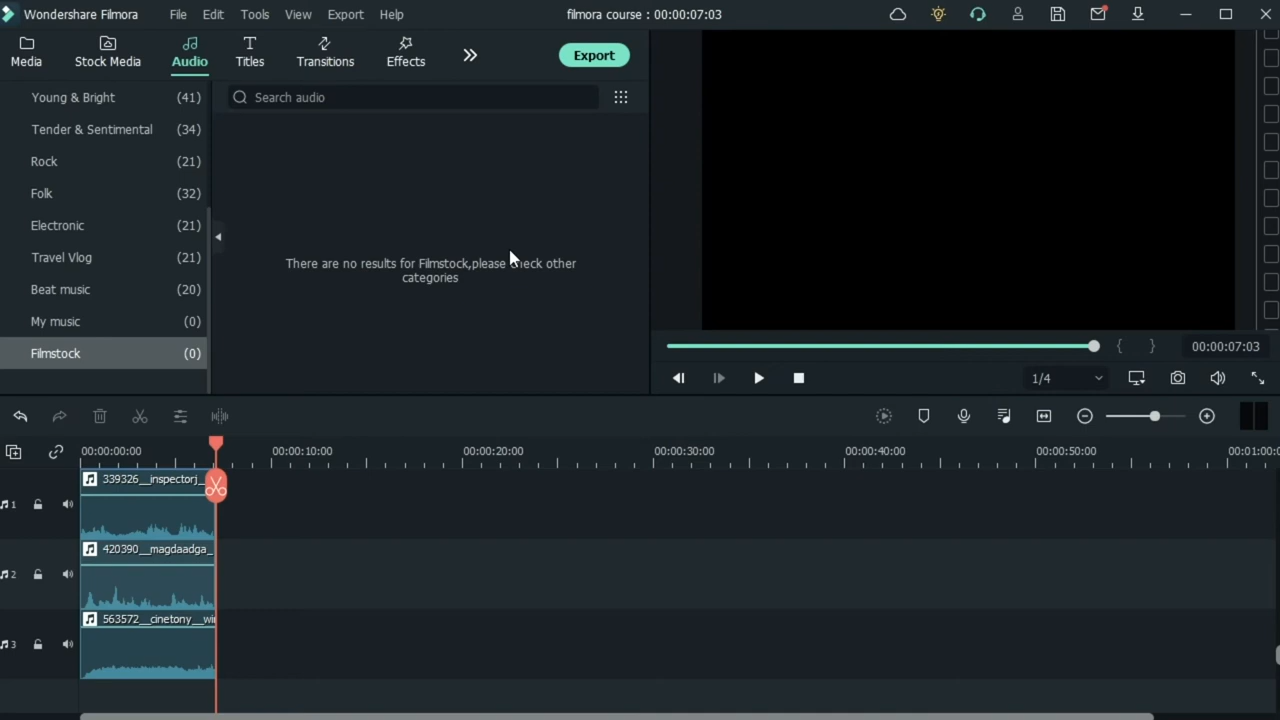 Wondershare Filmora File Edit Tools View Export Help filmora course : 00:00:07:03
Media Stock Media Audio Titles Transitions Effects Export
Young & Bright (41)
Search audio
Tender & Sentimental (34)
Rock (21)
Folk (32)
Electronic (21)
Travel Vlog (21)
Beat music (20)
My music (0)
Filmstock (0)
There are no results for Filmstock,please check other
categories
{ } 00:00:07:03
1/4
00:00:00:00 00:00:10:00 00:00:20:00 00:00:30:00 00:00:40:00 00:00:50:00 00:01:00:0
339326__inspectorj_
1
420390__magdaadga_
2
563572__cinetony__wi
3